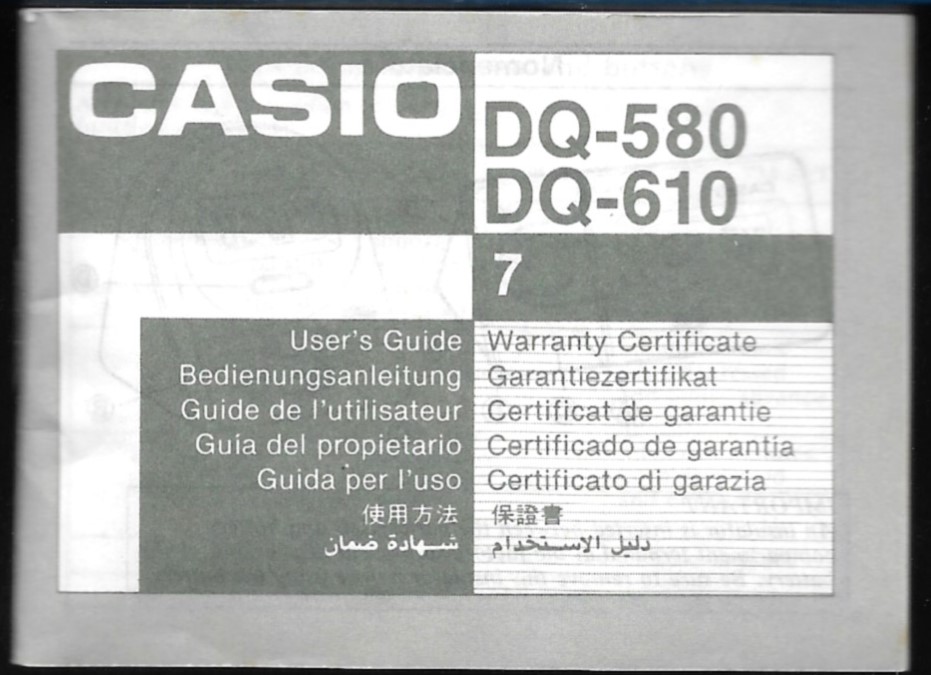 CASIO
DQ-580
DQ-610
7
User's Guide
Bedienungsanleitung
Guide de l'utilisateur
Guía del propietario
Guida per l'uso
使用方法
شهادة ضمان
Warranty Certificate
Garantiezertifikat
Certificat de garantie
Certificado de garantía
Certificato di garazia
保證書
دليل الاستخدام